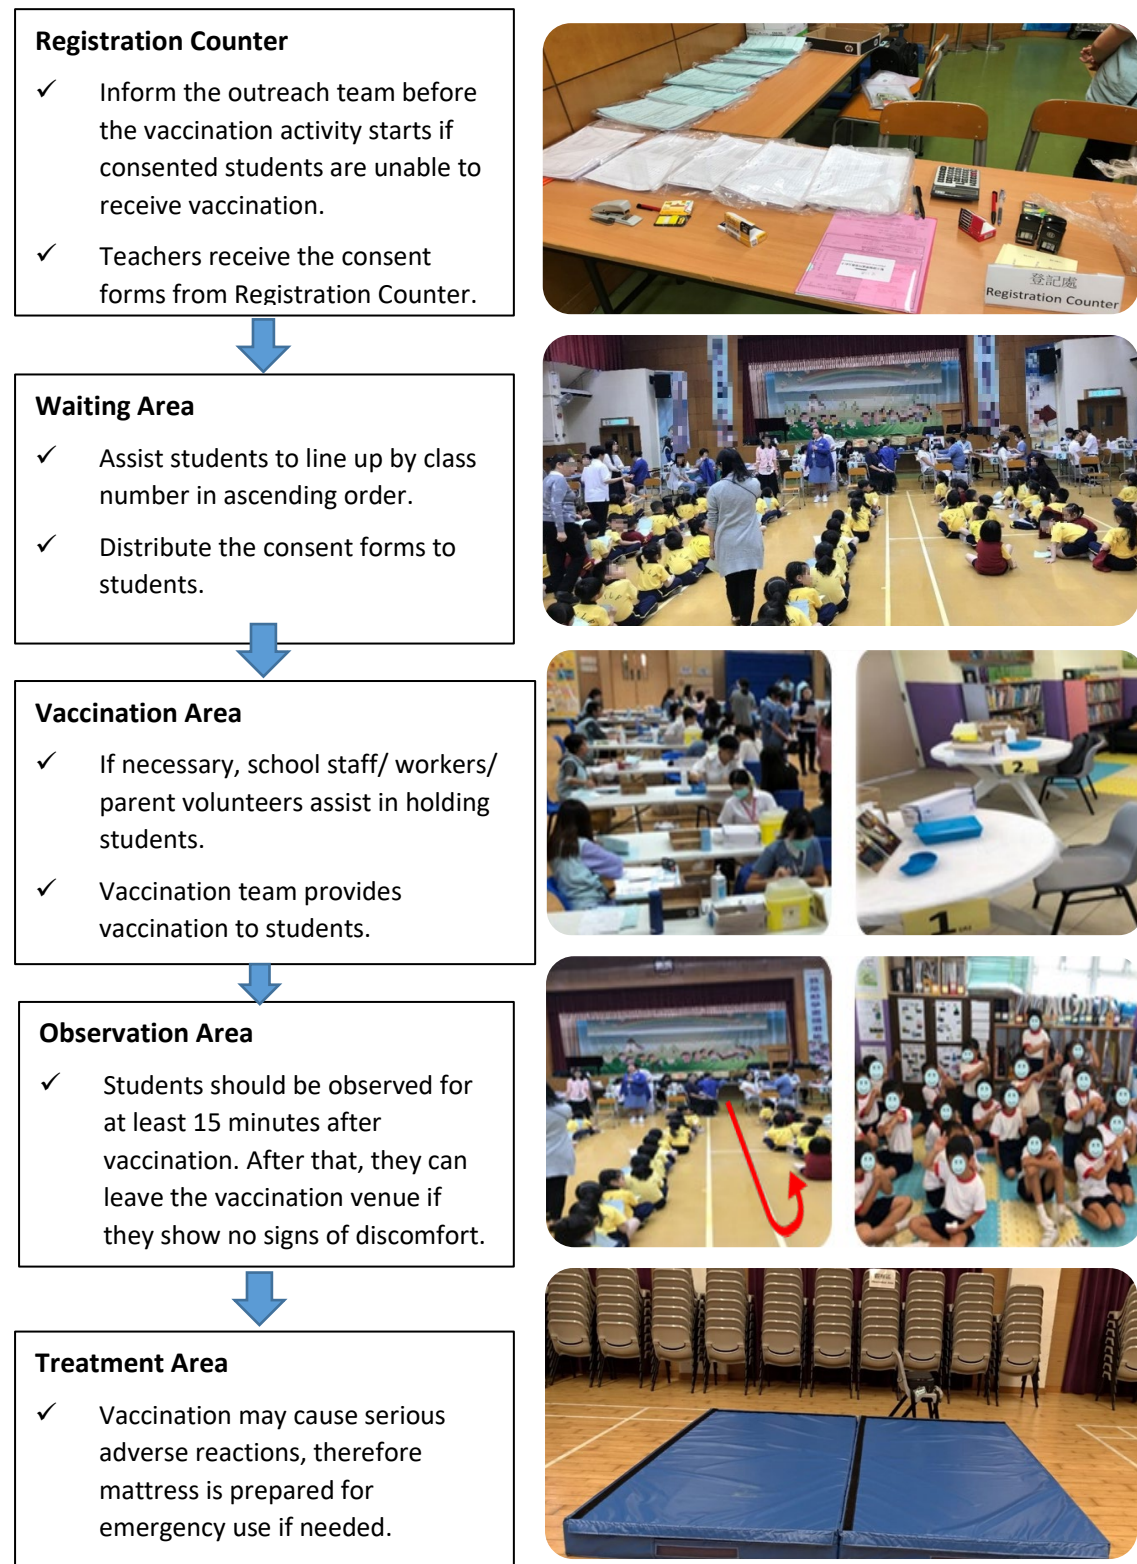 Registration Counter
✓ Inform the outreach team before
the vaccination activity starts if
consented students are unable to
receive vaccination.
✓ Teachers receive the consent
forms from Registration Counter.
登記處
Registration Counter
Waiting Area
✓ Assist students to line up by class
number in ascending order.
✓ Distribute the consent forms to
students.
Vaccination Area
✓ If necessary, school staff/ workers/
parent volunteers assist in holding
students.
✓ Vaccination team provides
vaccination to students.
2
1
Observation Area
✓ Students should be observed for
at least 15 minutes after
vaccination. After that, they can
leave the vaccination venue if
they show no signs of discomfort.
Treatment Area
✓ Vaccination may cause serious
adverse reactions, therefore
mattress is prepared for
emergency use if needed.